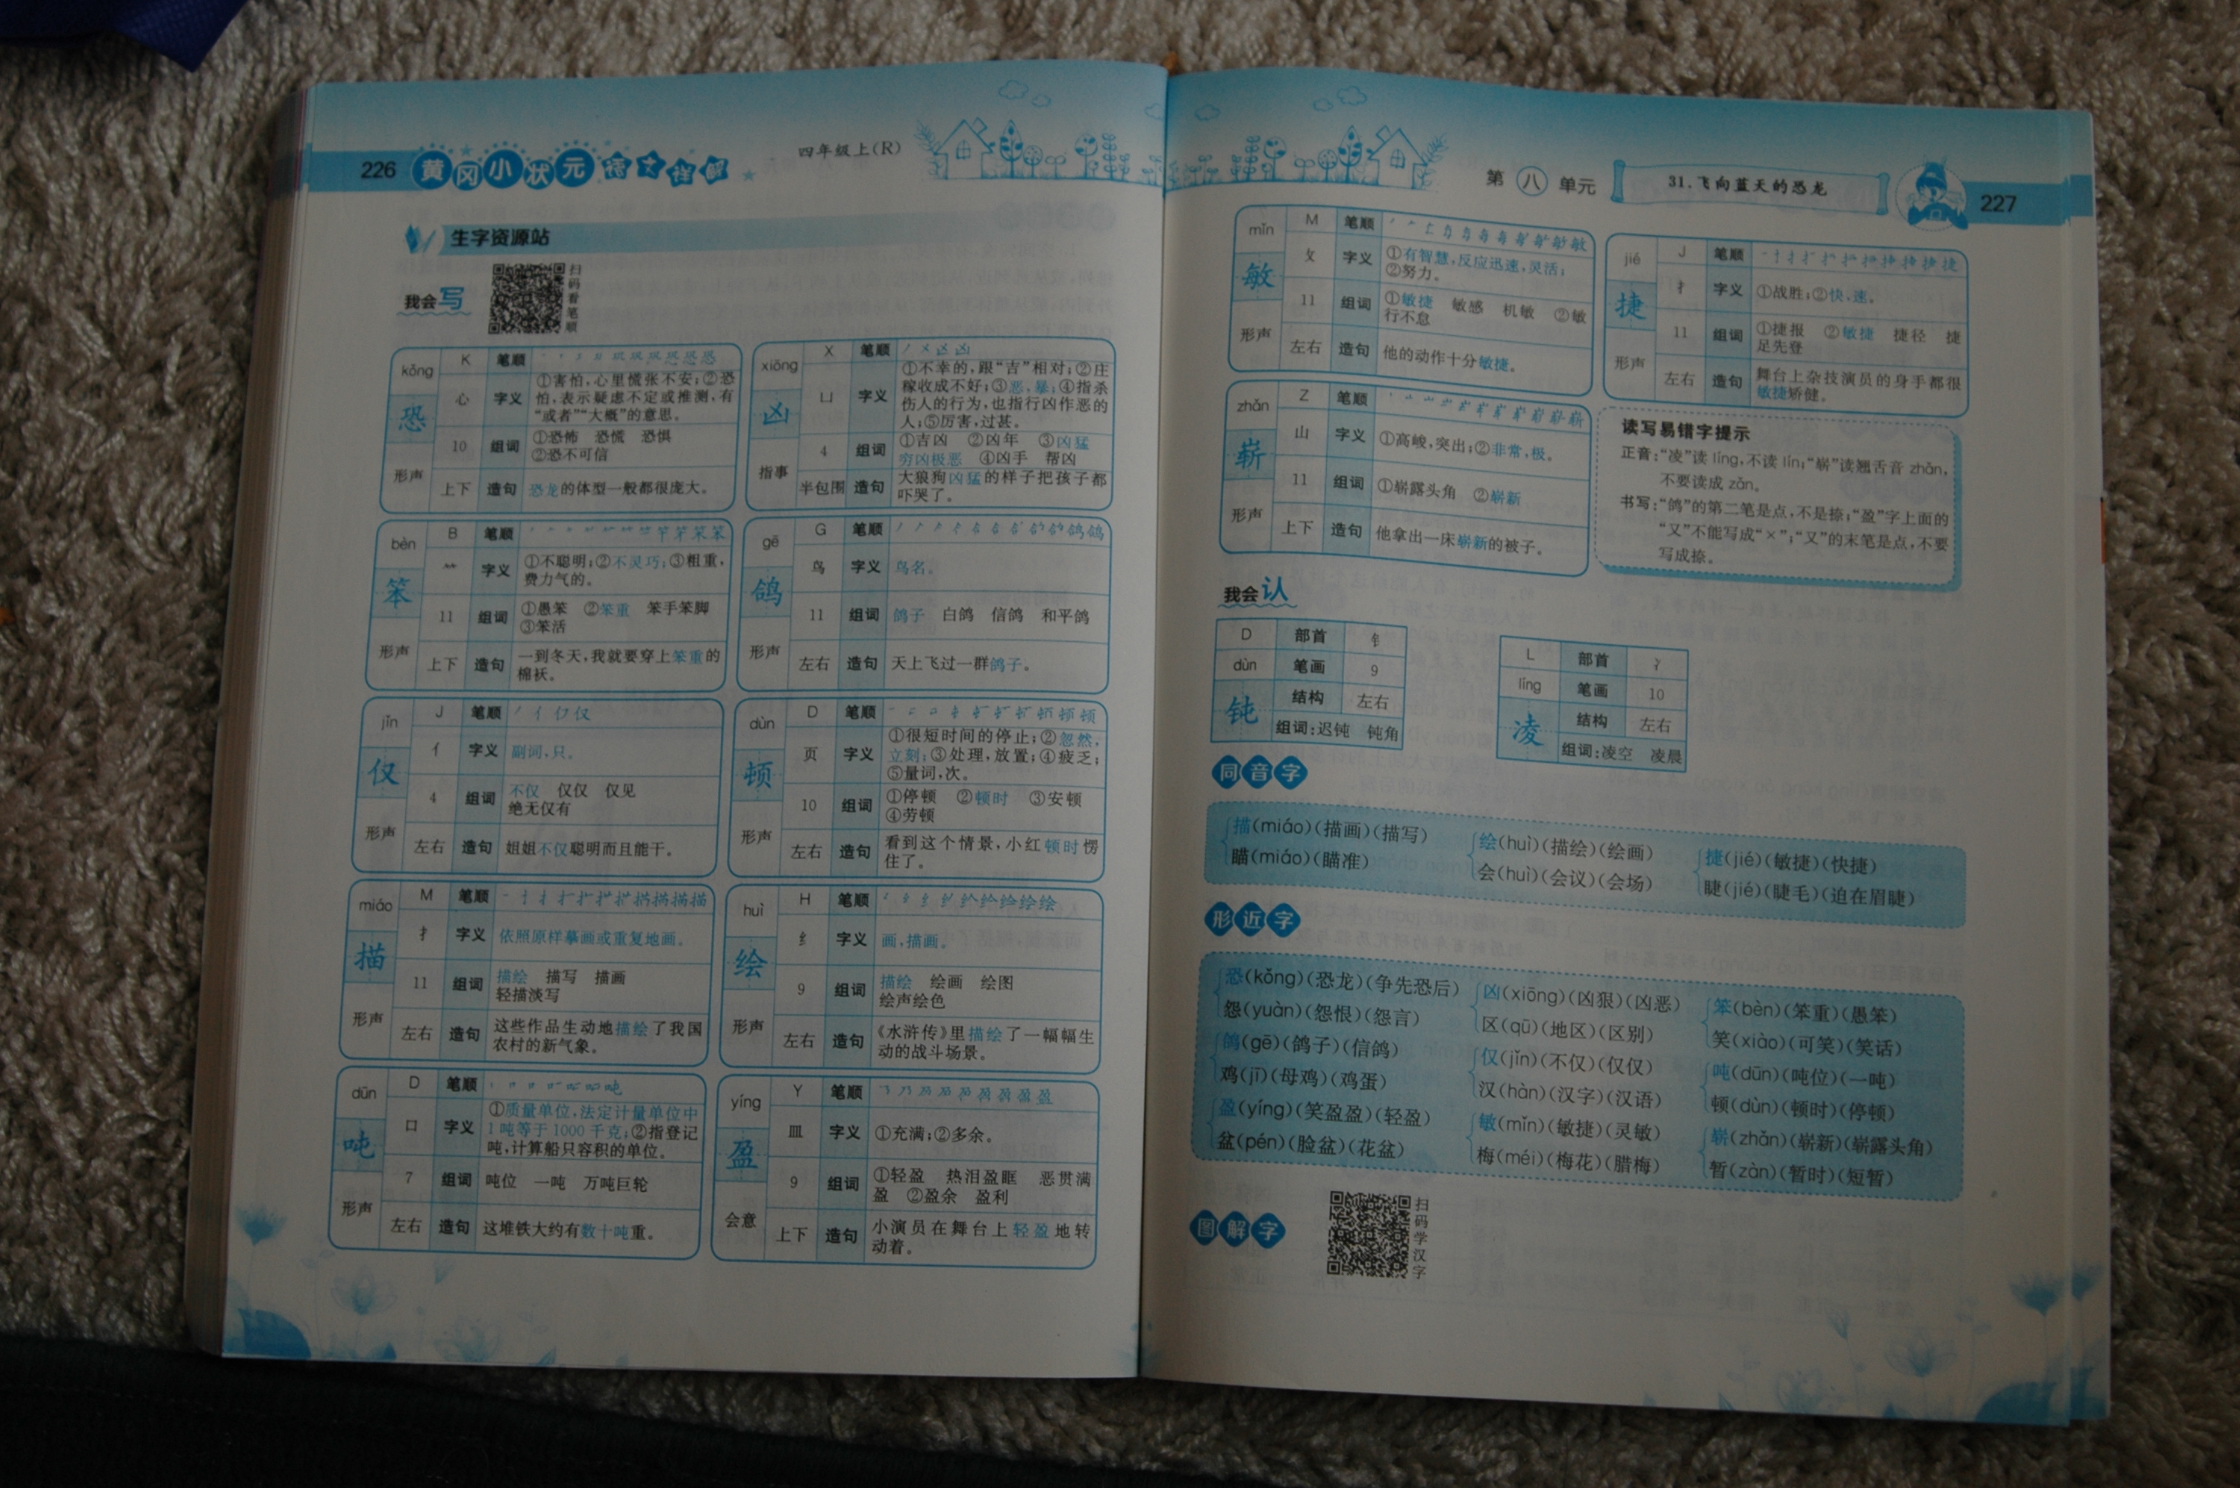 226 黄冈小状元 语文详解 四年级上(R)
生字资源站
我会写
扫码看笔顺
kǒng K 笔顺
恐 心 字义 ①害怕,心里慌张不安;②恐怕,表示疑虑不定或推测,有“或者”“大概”的意思。
10 组词 ①恐怖 恐慌 恐惧 ②恐不可信
形声 上下 造句 恐龙的体型一般都很庞大。
xiōng X 笔顺
凶 凵 字义 ①不幸的,跟“吉”相对;②庄稼收成不好;③恶,暴;④指杀伤人的行为,也指行凶作恶的人;⑤厉害,过甚。
4 组词 ①吉凶 ②凶年 ③凶猛 穷凶极恶 ④凶手 帮凶
指事 半包围 造句 大狼狗凶猛的样子把孩子都吓哭了。
bèn B 笔顺
笨 ⺮ 字义 ①不聪明;②不灵巧;③粗重,费力气的。
11 组词 ①愚笨 ②笨重 笨手笨脚 ③笨活
形声 上下 造句 一到冬天,我就要穿上笨重的棉袄。
gē G 笔顺
鸽 鸟 字义 鸟名。
11 组词 鸽子 白鸽 信鸽 和平鸽
形声 左右 造句 天上飞过一群鸽子。
jǐn J 笔顺
仅 亻 字义 副词,只。
4 组词 不仅 仅仅 仅见 绝无仅有
形声 左右 造句 姐姐不仅聪明而且能干。
dùn D 笔顺
顿 页 字义 ①很短时间的停止;②忽然,立刻;③处理,放置;④疲乏;⑤量词,次。
10 组词 ①停顿 ②顿时 ③安顿 ④劳顿
形声 左右 造句 看到这个情景,小红顿时愣住了。
miáo M 笔顺
描 扌 字义 依照原样摹画或重复地画。
11 组词 描绘 描写 描画 轻描淡写
形声 左右 造句 这些作品生动地描绘了我国农村的新气象。
huì H 笔顺
绘 纟 字义 画,描画。
9 组词 描绘 绘画 绘图 绘声绘色
形声 左右 造句 《水浒传》里描绘了一幅幅生动的战斗场景。
dūn D 笔顺
吨 口 字义 ①质量单位,法定计量单位中1吨等于1000千克;②指登记吨,计算船只容积的单位。
7 组词 吨位 一吨 万吨巨轮
形声 左右 造句 这堆铁大约有数十吨重。
yíng Y 笔顺
盈 皿 字义 ①充满;②多余。
9 组词 ①轻盈 热泪盈眶 恶贯满盈 ②盈余 盈利
会意 上下 造句 小演员在舞台上轻盈地转动着。
第八单元 31.飞向蓝天的恐龙 227
mǐn M 笔顺
敏 女 字义 ①有智慧,反应迅速,灵活;②努力。
11 组词 ①敏捷 敏感 机敏 ②敏行不怠
形声 左右 造句 他的动作十分敏捷。
jié J 笔顺
捷 扌 字义 ①战胜;②快,速。
11 组词 ①捷报 ②敏捷 捷径 捷足先登
形声 左右 造句 舞台上杂技演员的身手都很敏捷矫健。
zhǎn Z 笔顺
崭 山 字义 ①高峻,突出;②非常,极。
11 组词 ①崭露头角 ②崭新
形声 上下 造句 他拿出一床崭新的被子。
读写易错字提示
正音:“凌”读 líng,不读 lín;“崭”读翘舌音 zhǎn,
不要读成 zǎn。
书写:“鸽”的第二笔是点,不是捺;“盈”字上面的
“又”不能写成“×”;“又”的末笔是点,不要
写成捺。
我会认
D 部首 钅
dùn 笔画 9
钝 结构 左右
组词:迟钝 钝角
L 部首 冫
líng 笔画 10
凌 结构 左右
组词:凌空 凌晨
同音字
描(miáo)(描画)(描写)
瞄(miáo)(瞄准)
绘(huì)(描绘)(绘画)
会(huì)(会议)(会场)
捷(jié)(敏捷)(快捷)
睫(jié)(睫毛)(迫在眉睫)
形近字
恐(kǒng)(恐龙)(争先恐后)
怨(yuàn)(怨恨)(怨言)
鸽(gē)(鸽子)(信鸽)
鸡(jī)(母鸡)(鸡蛋)
盈(yíng)(笑盈盈)(轻盈)
盆(pén)(脸盆)(花盆)
凶(xiōng)(凶狠)(凶恶)
区(qū)(地区)(区别)
仅(jǐn)(不仅)(仅仅)
汉(hàn)(汉字)(汉语)
敏(mǐn)(敏捷)(灵敏)
梅(méi)(梅花)(腊梅)
笨(bèn)(笨重)(愚笨)
笑(xiào)(可笑)(笑话)
吨(dūn)(吨位)(一吨)
顿(dùn)(顿时)(停顿)
崭(zhǎn)(崭新)(崭露头角)
暂(zàn)(暂时)(短暂)
图解字
扫码学汉字